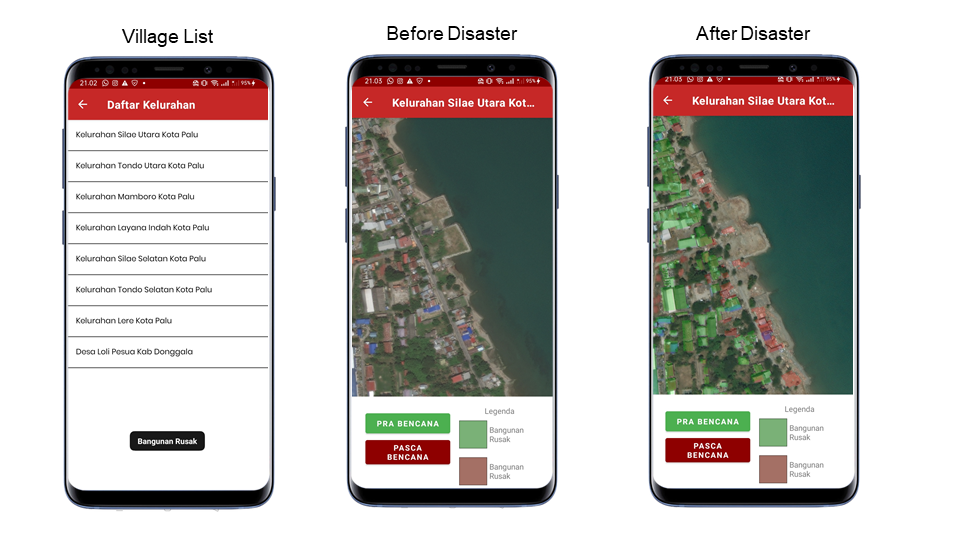 Village List
Before Disaster
After Disaster
21.02
95%
Daftar Kelurahan
Kelurahan Silae Utara Kota Palu
Kelurahan Tondo Utara Kota Palu
Kelurahan Mamboro Kota Palu
Kelurahan Layana Indah Kota Palu
Kelurahan Silae Selatan Kota Palu
Kelurahan Tondo Selatan Kota Palu
Kelurahan Lere Kota Palu
Desa Loli Pesua Kab Donggala
Bangunan Rusak
21.03
95%
Kelurahan Silae Utara Kot...
PRA BENCANA
PASCA
BENCANA
Legenda
Bangunan
Rusak
Bangunan
Rusak
21.03
95%
Kelurahan Silae Utara Kot...
PRA BENCANA
PASCA
BENCANA
Legenda
Bangunan
Rusak
Bangunan
Rusak